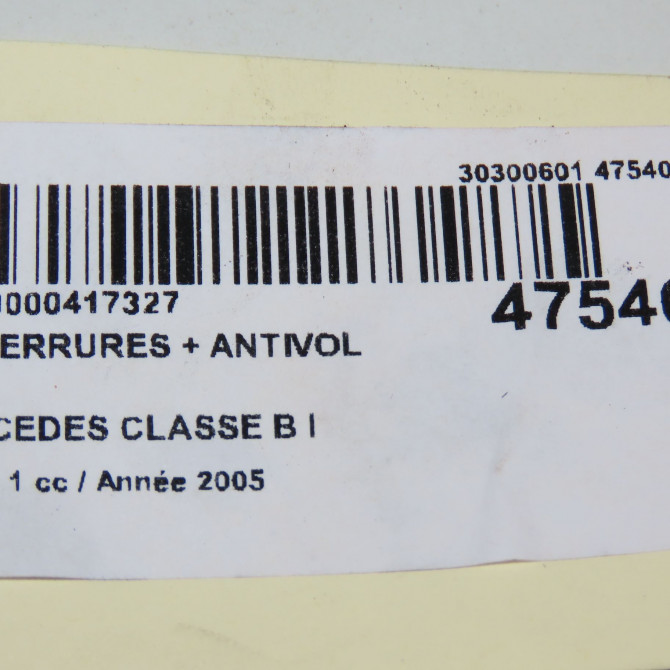 30300601 47540
0000417327
47540
ERRURES + ANTIVOL
CEDES CLASSE B I
1 cc / Année 2005